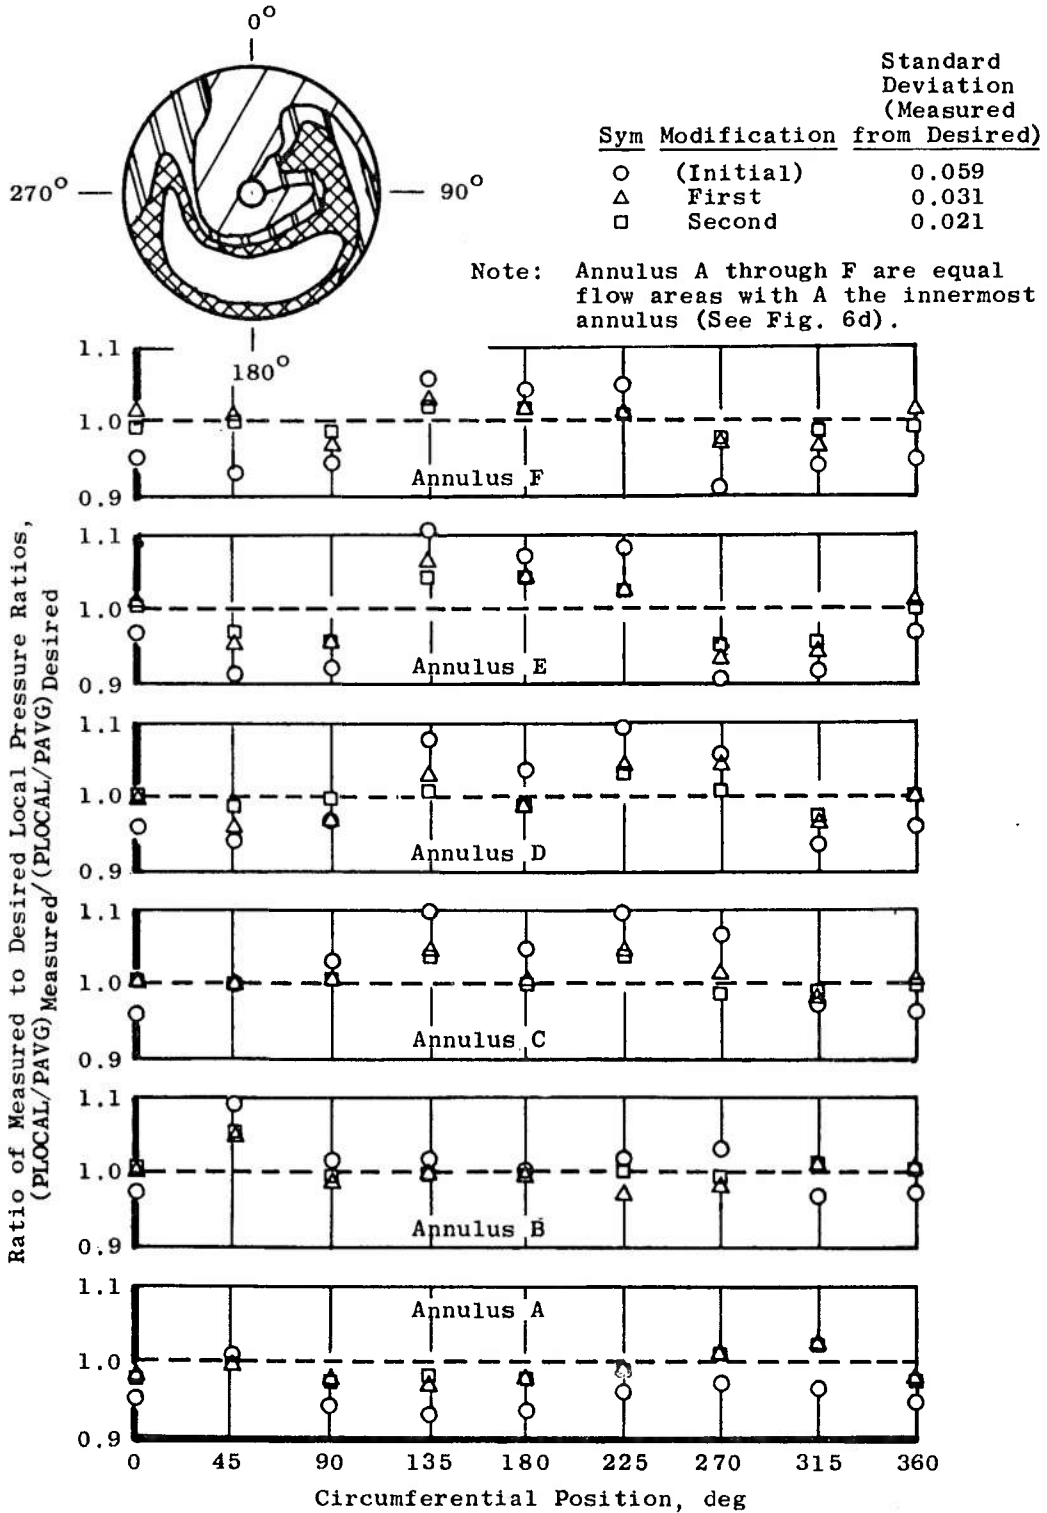 0°
270°
90°
180°
Standard
Deviation
(Measured
Sym Modification from Desired)
(Initial) 0.059
First 0.031
Second 0.021
Note: Annulus A through F are equal
flow areas with A the innermost
annulus (See Fig. 6d).
Ratio of Measured to Desired Local Pressure Ratios,
(PLOCAL/PAVG)Measured/(PLOCAL/PAVG)Desired
1.1
1.0
0.9
Annulus F
1.1
1.0
0.9
Annulus E
1.1
1.0
0.9
Annulus D
1.1
1.0
0.9
Annulus C
1.1
1.0
0.9
Annulus B
1.1
1.0
0.9
Annulus A
0 45 90 135 180 225 270 315 360
Circumferential Position, deg